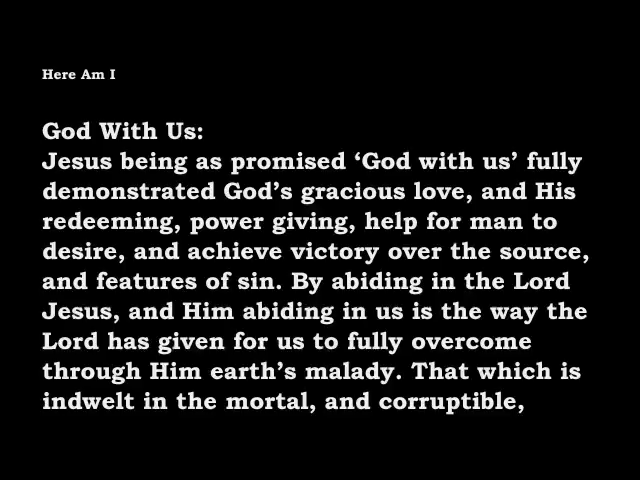 Here Am I
God With Us:
Jesus being as promised ‘God with us’ fully
demonstrated God’s gracious love, and His
redeeming, power giving, help for man to
desire, and achieve victory over the source,
and features of sin. By abiding in the Lord
Jesus, and Him abiding in us is the way the
Lord has given for us to fully overcome
through Him earth’s malady. That which is
indwelt in the mortal, and corruptible,